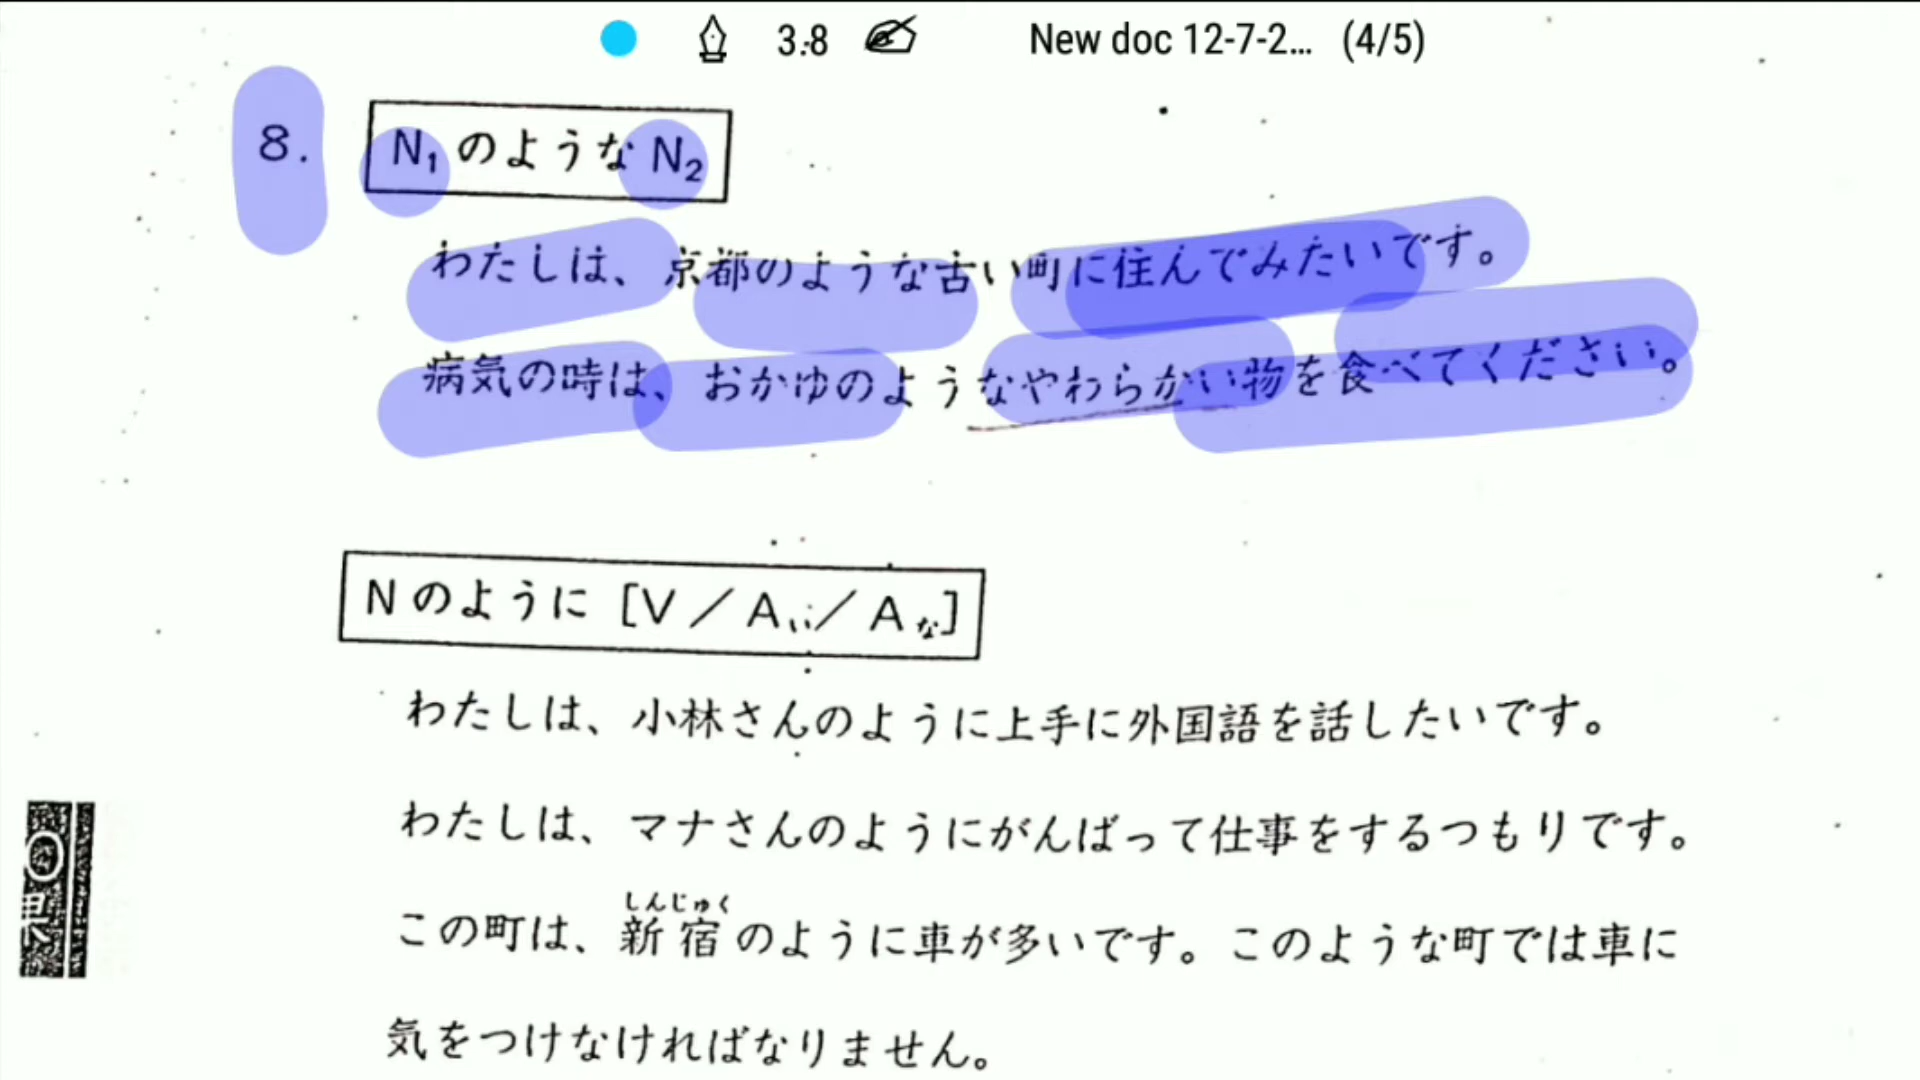 3.8 New doc 12-7-2... (4/5)
8. N₁のようなN₂
わたしは、京都のような古い町に住んでみたいです。
病気の時は、おかゆのようなやわらかい物を食べてください。
Nのように [V／Aい／Aな]
わたしは、小林さんのように上手に外国語を話したいです。
わたしは、マナさんのようにがんばって仕事をするつもりです。
しんじゅく
この町は、新宿のように車が多いです。このような町では車に
気をつけなければなりません。